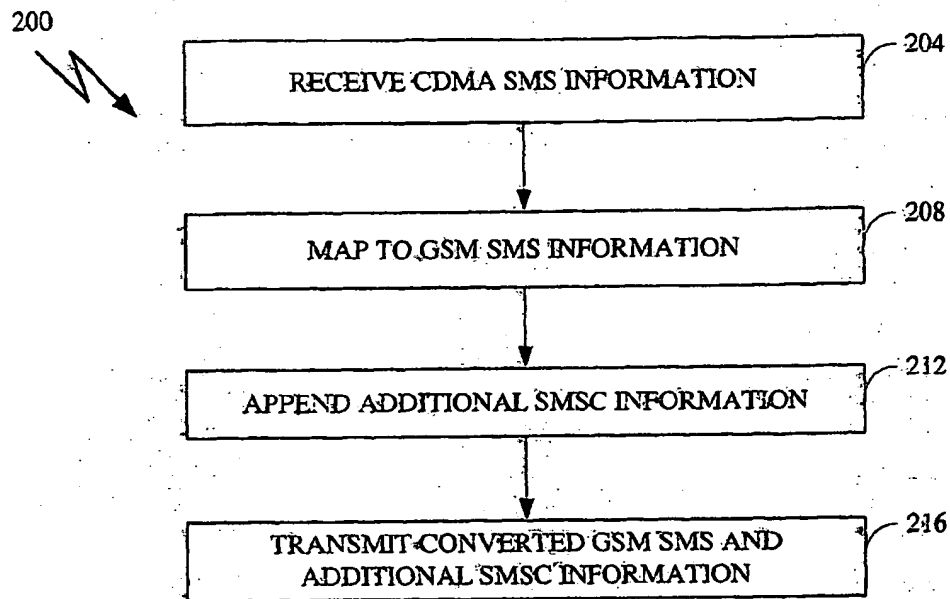 200
204
RECEIVE CDMA SMS INFORMATION
208
MAP TO GSM SMS INFORMATION
212
APPEND ADDITIONAL SMSC INFORMATION
216
TRANSMIT CONVERTED GSM SMS AND
ADDITIONAL SMSC INFORMATION